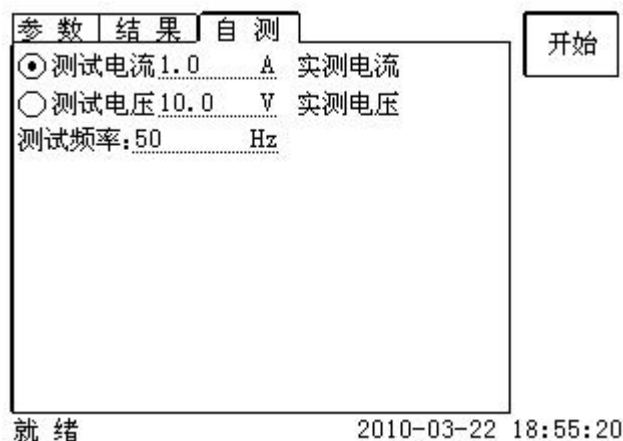 参 数 结 果 自 测 开始
测试电流1.0 A 实测电流
测试电压10.0 V 实测电压
测试频率:50 Hz
就 绪 2010-03-22 18:55:20